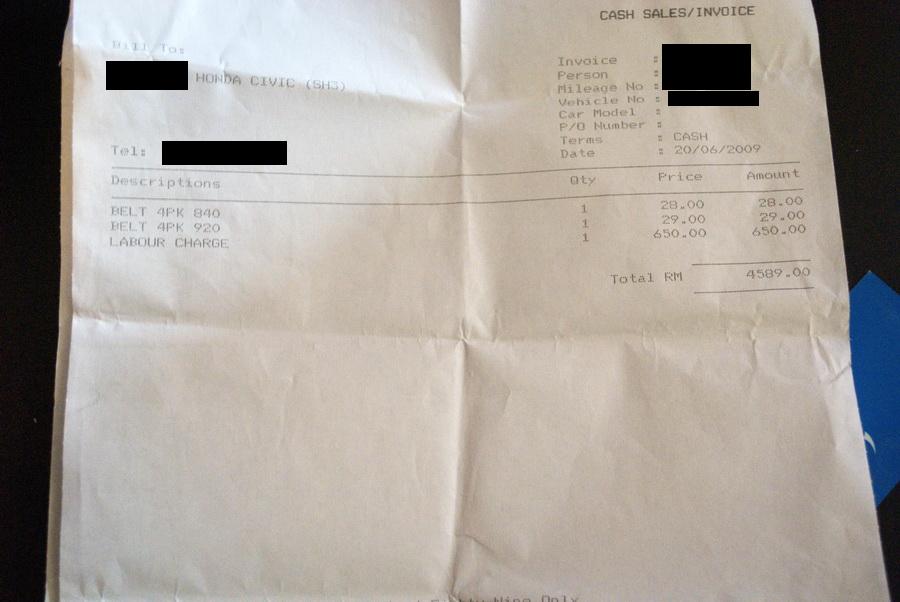 CASH SALES/INVOICE
Bill To:
HONDA CIVIC (SH3)
Tel:
Invoice :
Person :
Mileage No :
Vehicle No :
Car Model :
P/O Number :
Terms : CASH
Date : 20/06/2009
Descriptions Qty Price Amount
BELT 4PK 840 1 28.00 28.00
BELT 4PK 920 1 29.00 29.00
LABOUR CHARGE 1 650.00 650.00
Total RM 4589.00
Nine Only